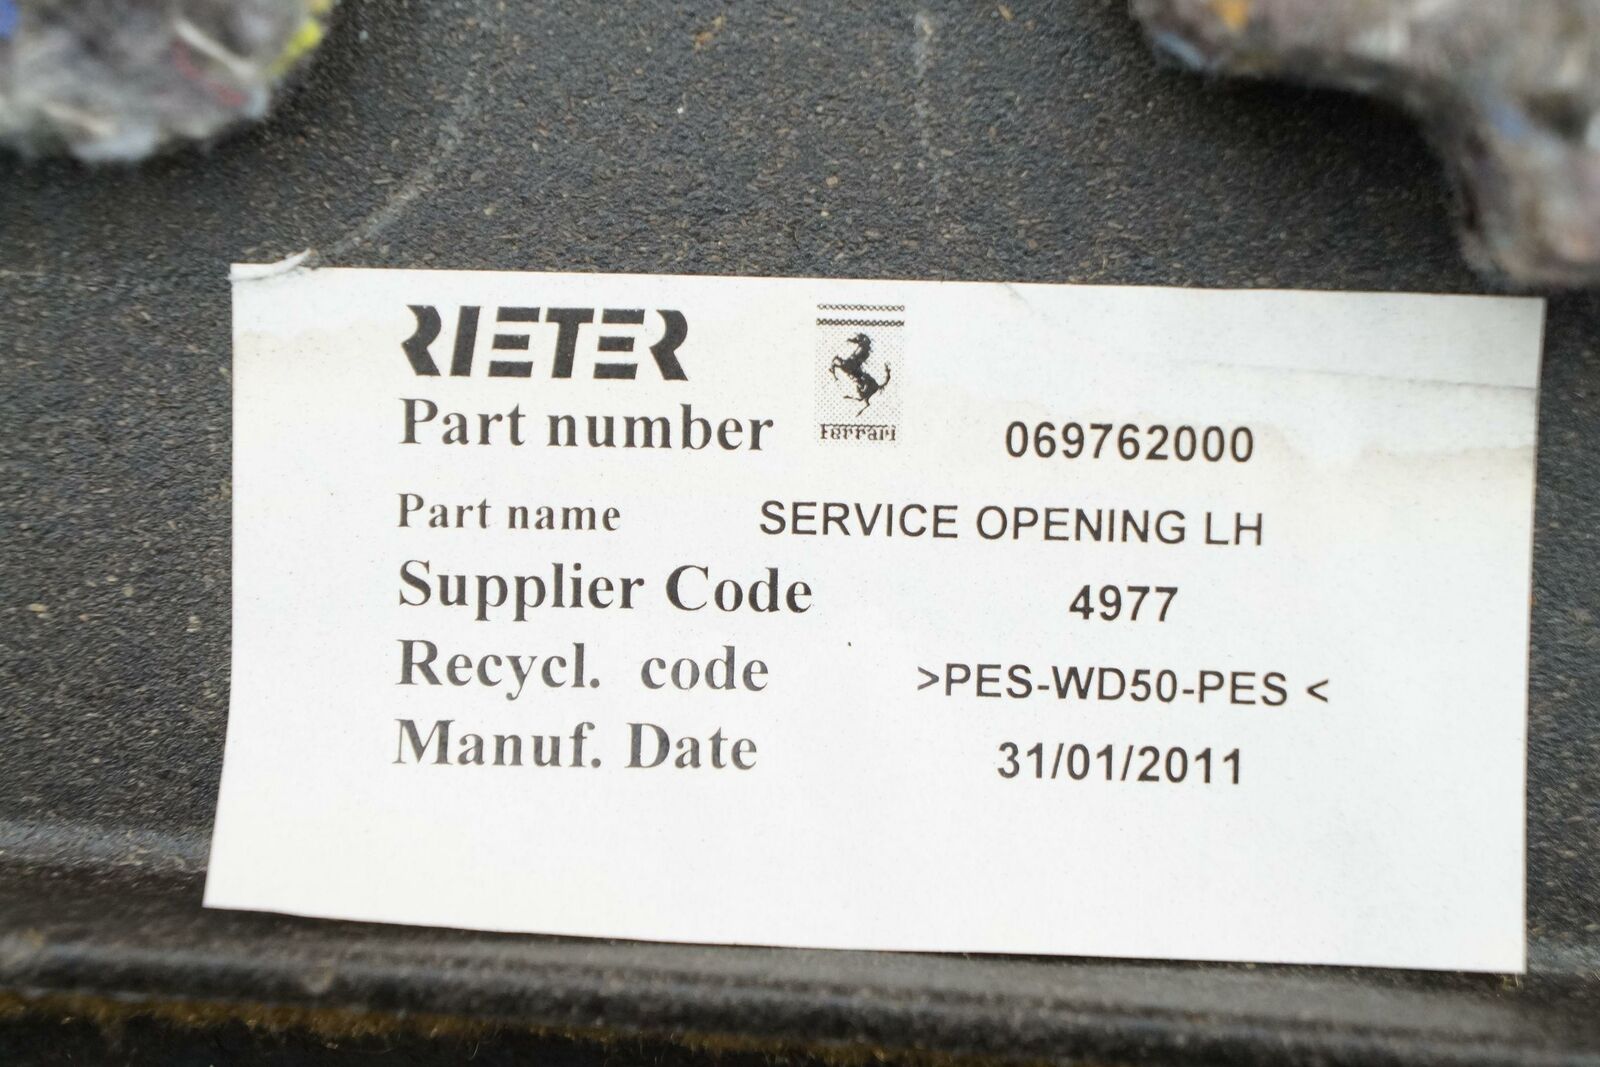 RIETER
Ferrari
Part number 069762000
Part name SERVICE OPENING LH
Supplier Code 4977
Recycl. code >PES-WD50-PES <
Manuf. Date 31/01/2011